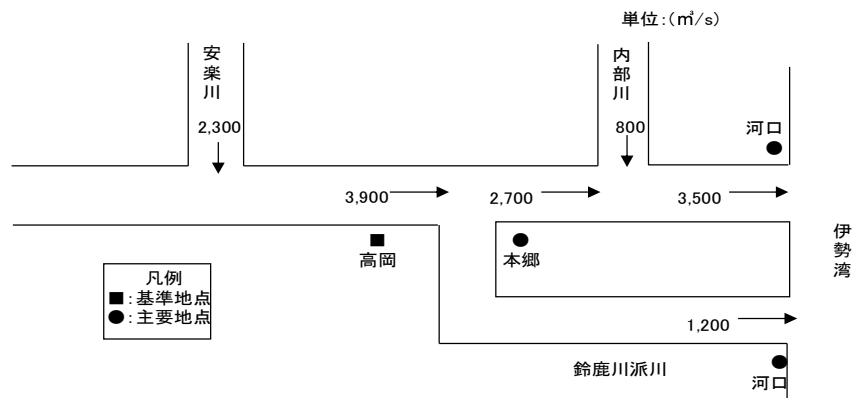 単位:(㎥/s)
安楽川
内部川
2,300
800
河口
3,900
2,700
3,500
高岡
本郷
伊勢湾
凡例
■:基準地点
●:主要地点
1,200
鈴鹿川派川
河口